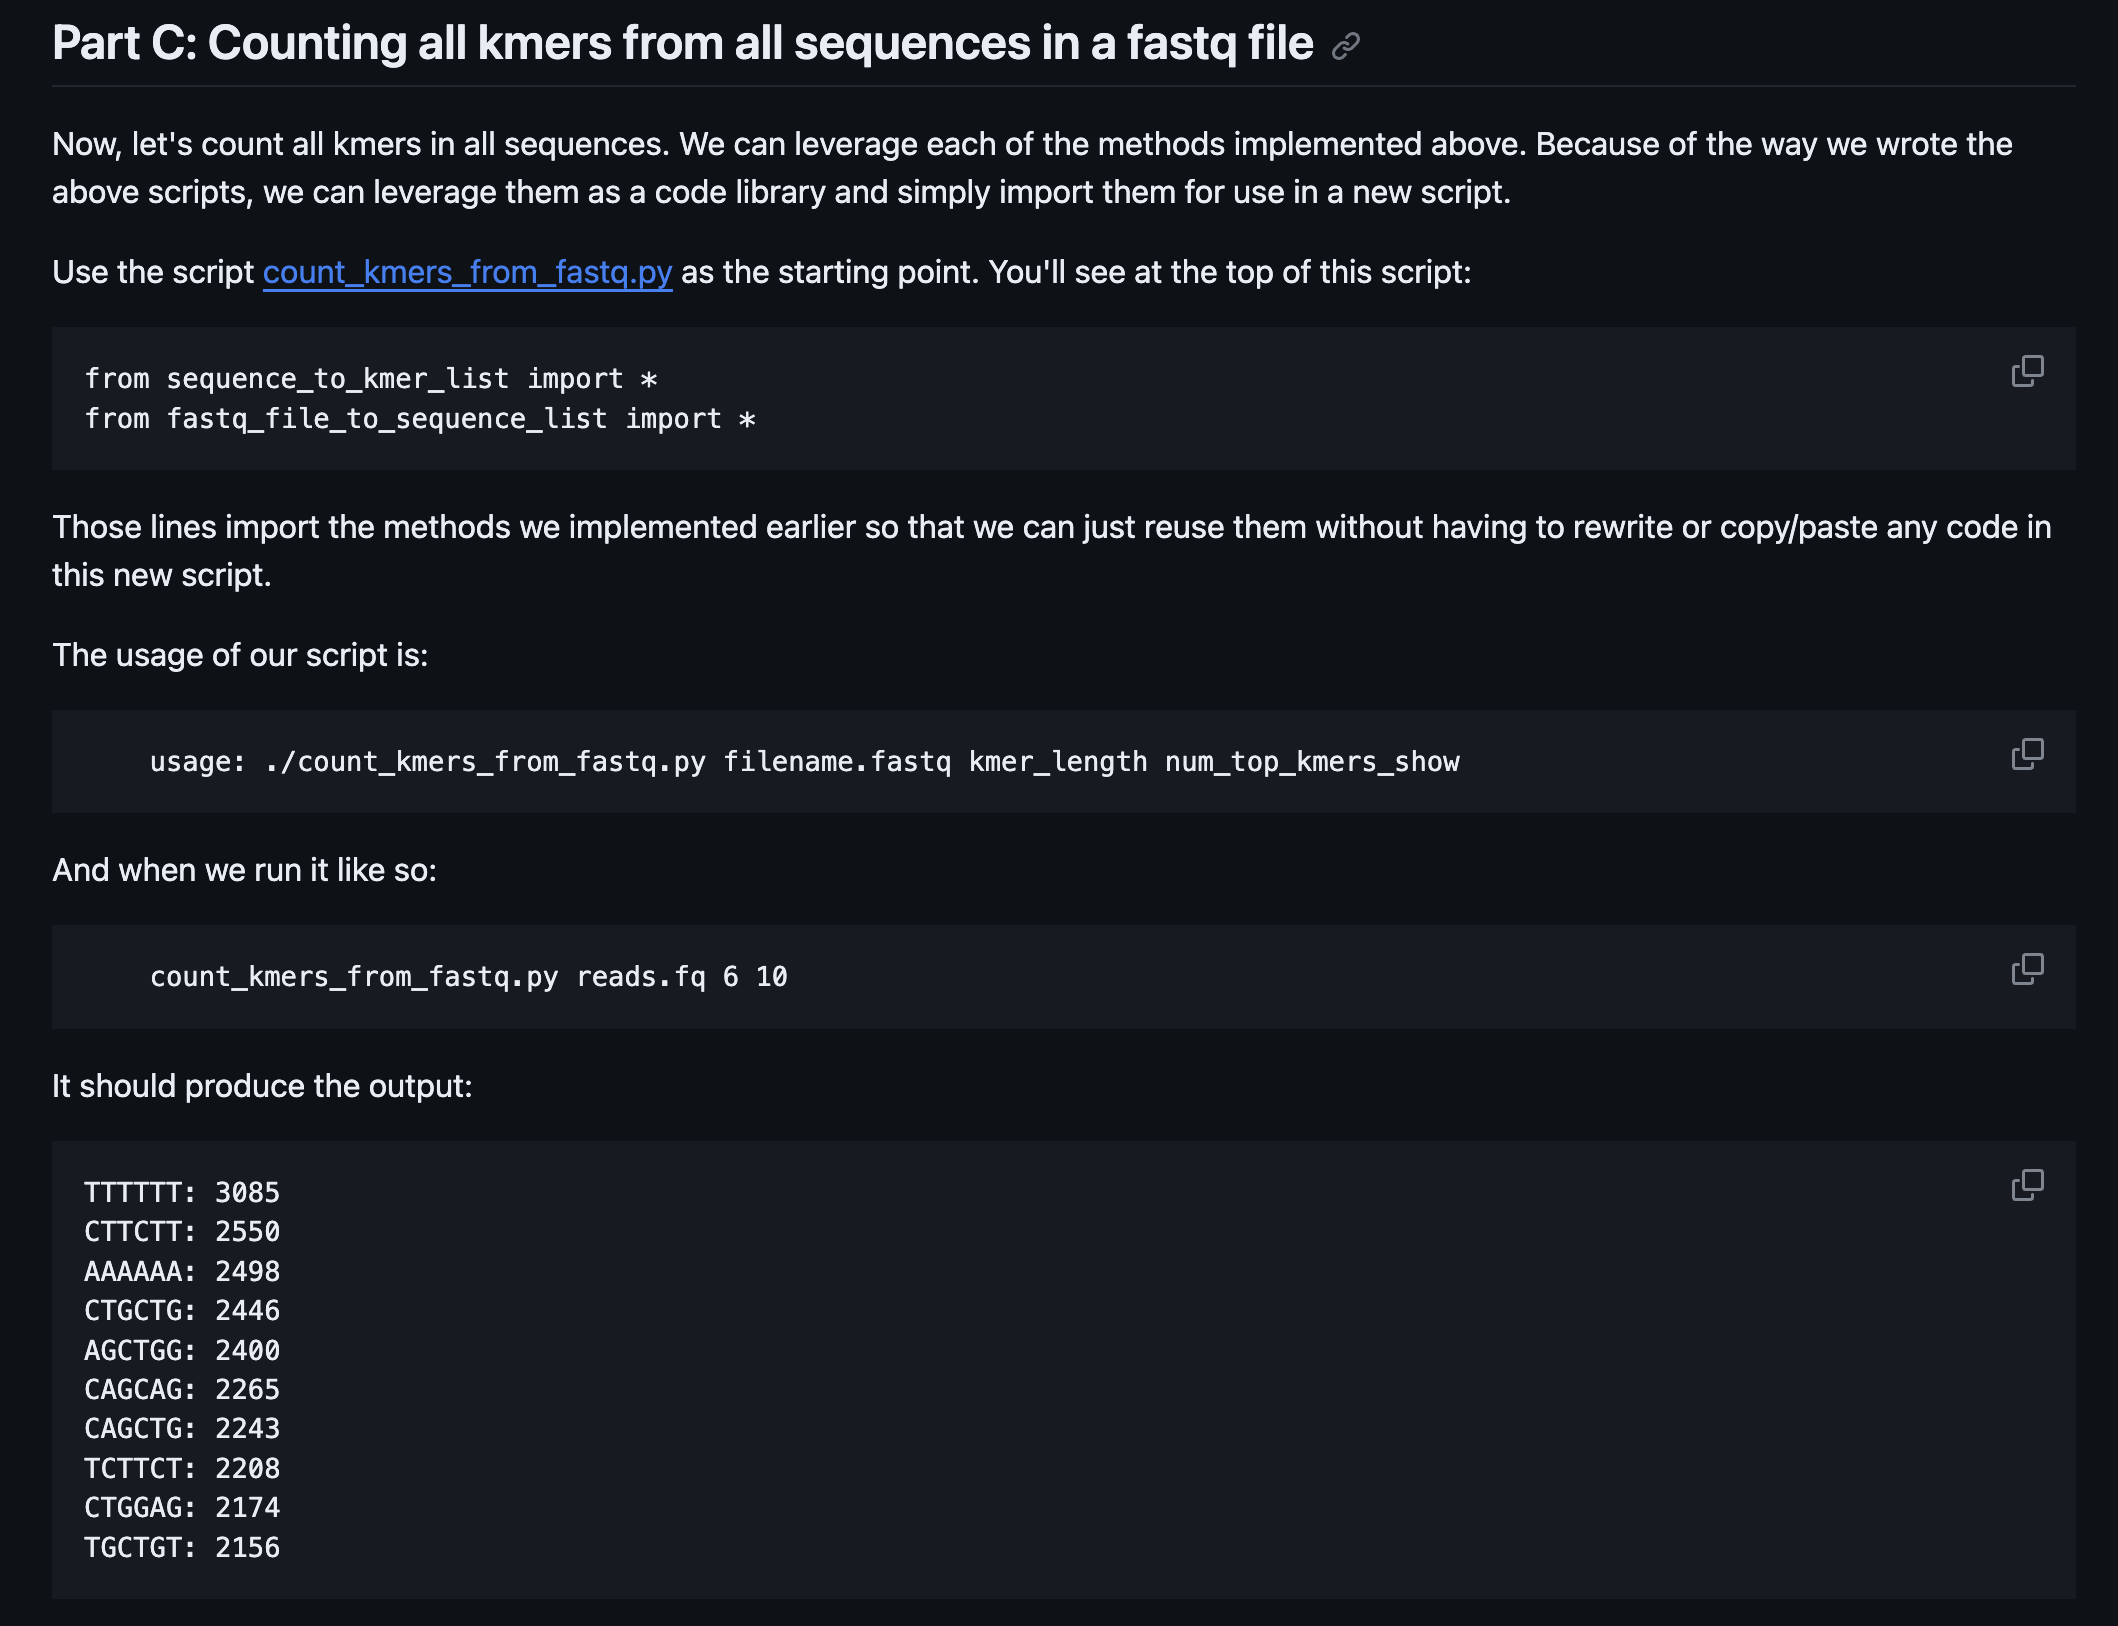 Part C: Counting all kmers from all sequences in a fastq file
Now, let's count all kmers in all sequences. We can leverage each of the methods implemented above. Because of the way we wrote the
above scripts, we can leverage them as a code library and simply import them for use in a new script.
Use the script count_kmers_from_fastq.py as the starting point. You'll see at the top of this script:
from sequence_to_kmer_list import *
from fastq_file_to_sequence_list import *
Those lines import the methods we implemented earlier so that we can just reuse them without having to rewrite or copy/paste any code in
this new script.
The usage of our script is:
usage: ./count_kmers_from_fastq.py filename.fastq kmer_length num_top_kmers_show
And when we run it like so:
count_kmers_from_fastq.py reads.fq 6 10
It should produce the output:
TTTTTT: 3085
CTTCTT: 2550
AAAAAA: 2498
CTGCTG: 2446
AGCTGG: 2400
CAGCAG: 2265
CAGCTG: 2243
TCTTCT: 2208
CTGGAG: 2174
TGCTGT: 2156